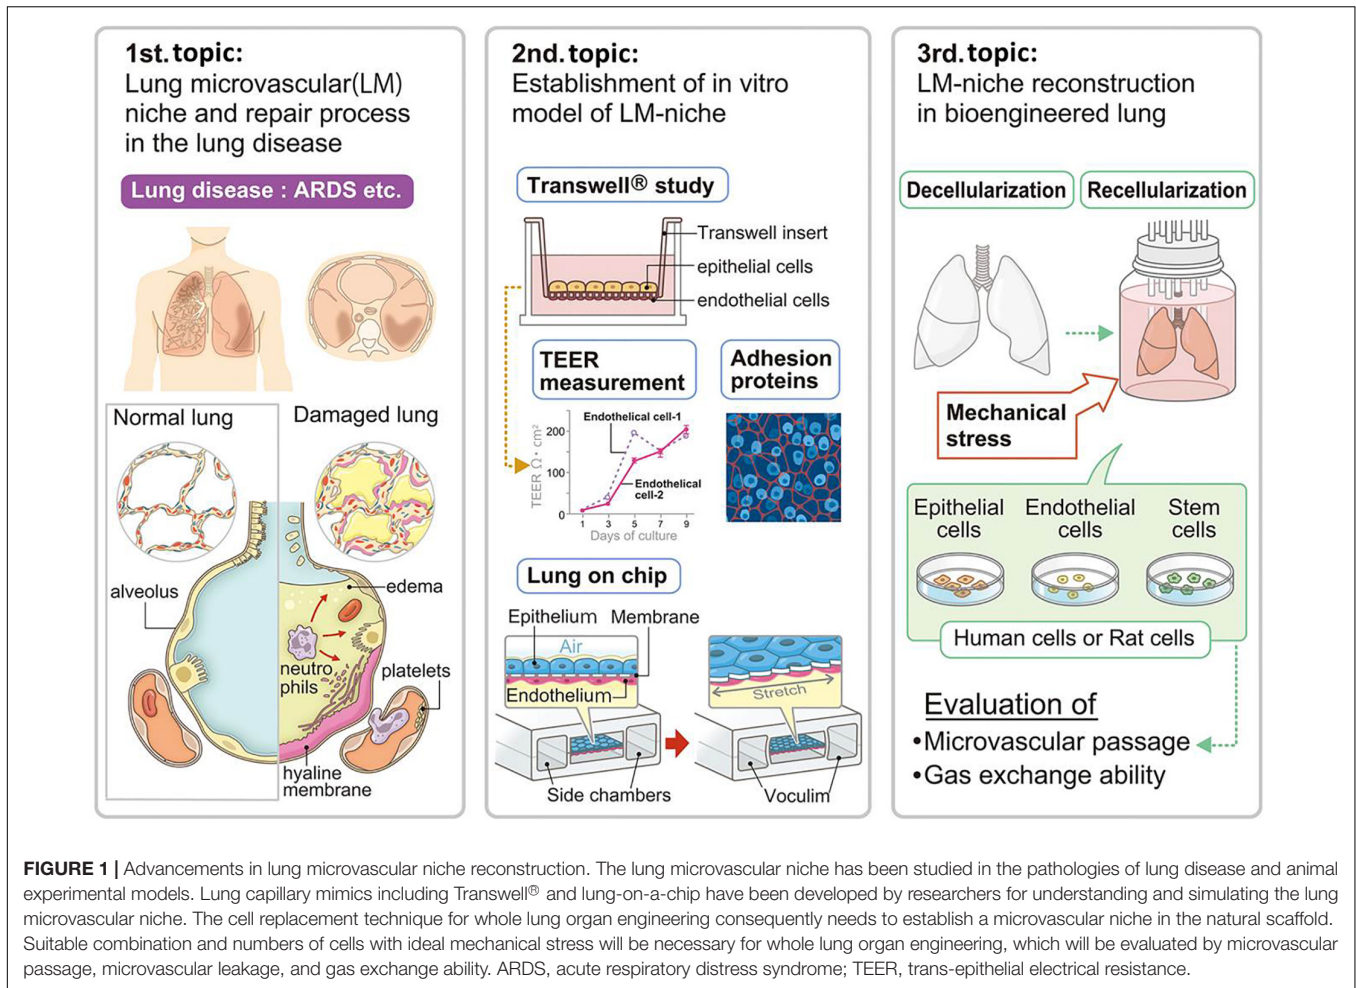 1st. topic:
Lung microvascular(LM)
niche and repair process
in the lung disease
Lung disease : ARDS etc.
Normal lung
Damaged lung
alveolus
edema
neutro
phils
platelets
hyaline
membrane
2nd. topic:
Establishment of in vitro
model of LM-niche
Transwell® study
Transwell insert
epithelial cells
endothelial cells
TEER
measurement
Adhesion
proteins
TEER Ω・cm²
200
100
0
Endothelical cell-1
Endothelical
cell-2
1 3 5 7 9
Days of culture
Lung on chip
Epithelium
Membrane
Air
Endothelium
Stretch
Side chambers
Voculim
3rd. topic:
LM-niche reconstruction
in bioengineered lung
Decellularization
Recellularization
Mechanical
stress
Epithelial
cells
Endothelial
cells
Stem
cells
Human cells or Rat cells
Evaluation of
•Microvascular passage
•Gas exchange ability
FIGURE 1 | Advancements in lung microvascular niche reconstruction. The lung microvascular niche has been studied in the pathologies of lung disease and animal
experimental models. Lung capillary mimics including Transwell® and lung-on-a-chip have been developed by researchers for understanding and simulating the lung
microvascular niche. The cell replacement technique for whole lung organ engineering consequently needs to establish a microvascular niche in the natural scaffold.
Suitable combination and numbers of cells with ideal mechanical stress will be necessary for whole lung organ engineering, which will be evaluated by microvascular
passage, microvascular leakage, and gas exchange ability. ARDS, acute respiratory distress syndrome; TEER, trans-epithelial electrical resistance.